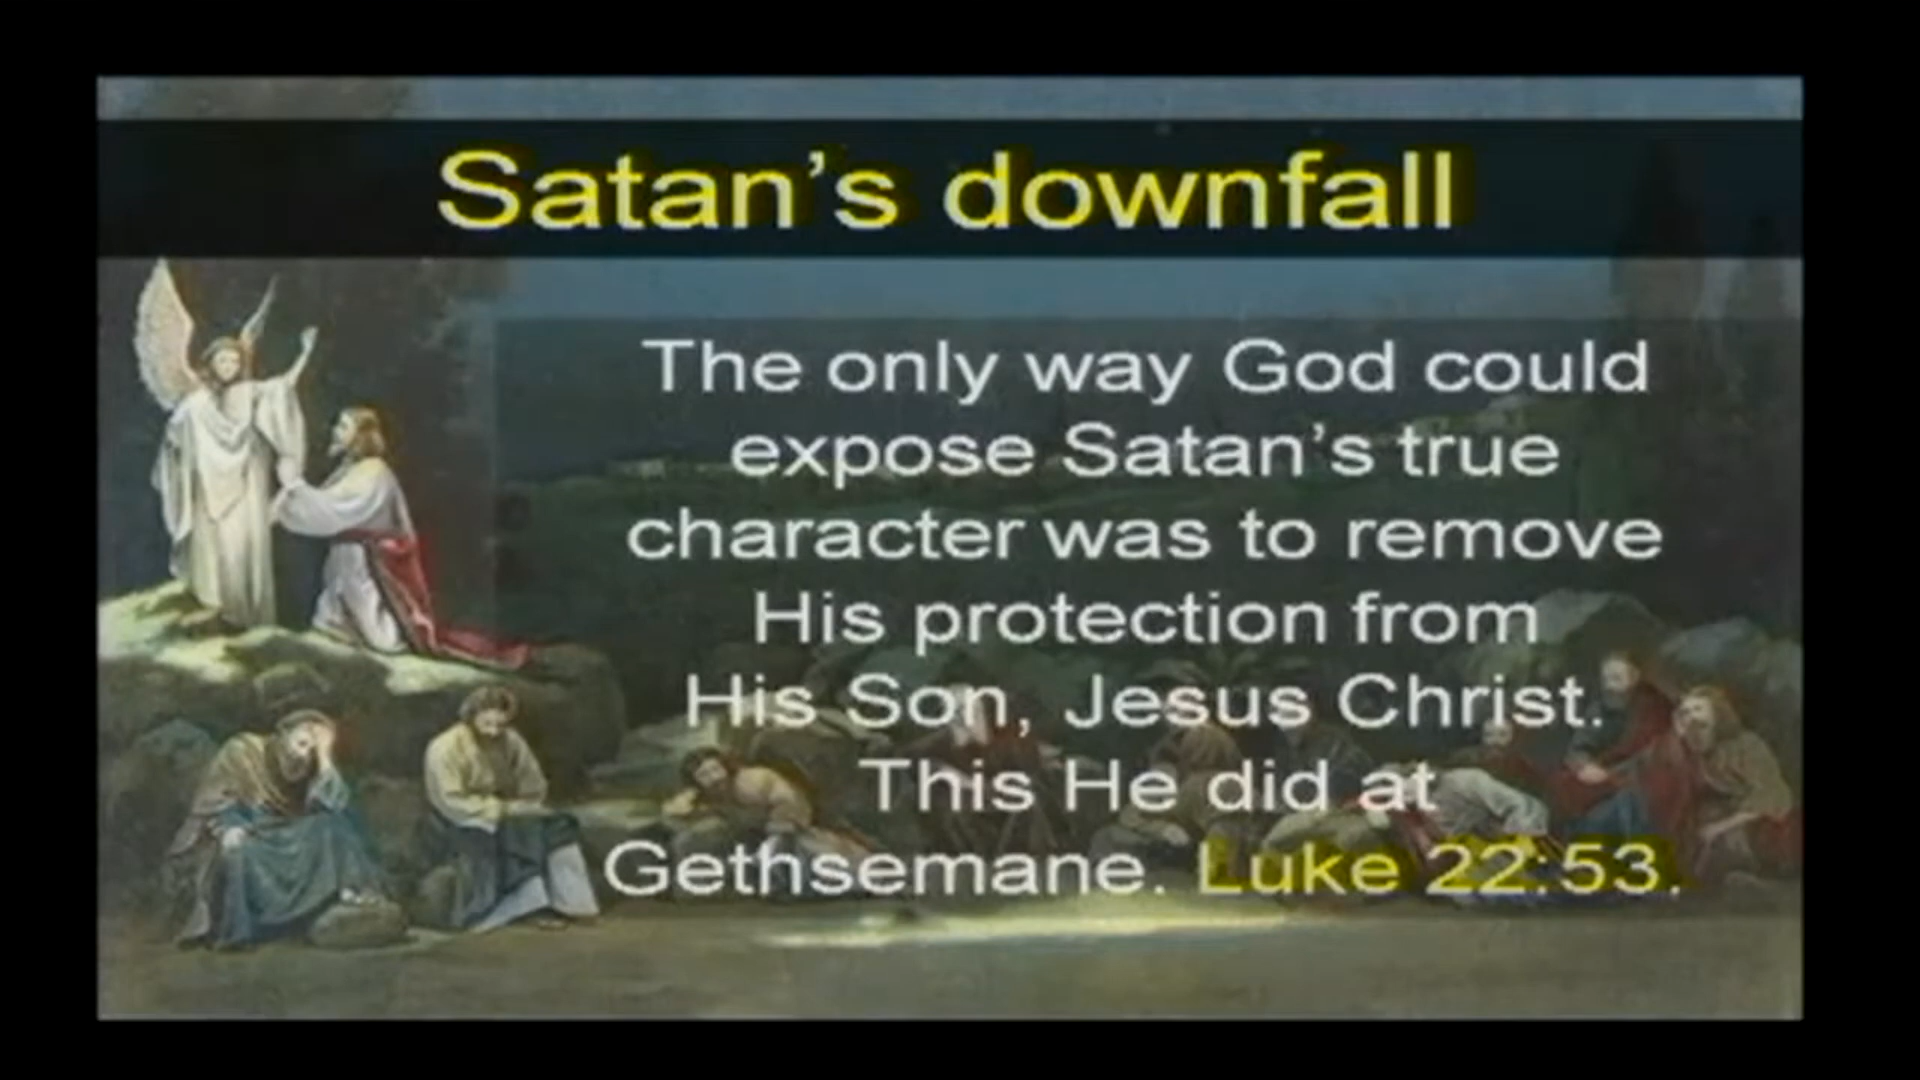 Satan's downfall
The only way God could
expose Satan's true
character was to remove
His protection from
His Son, Jesus Christ.
This He did at
Gethsemane. Luke 22:53.